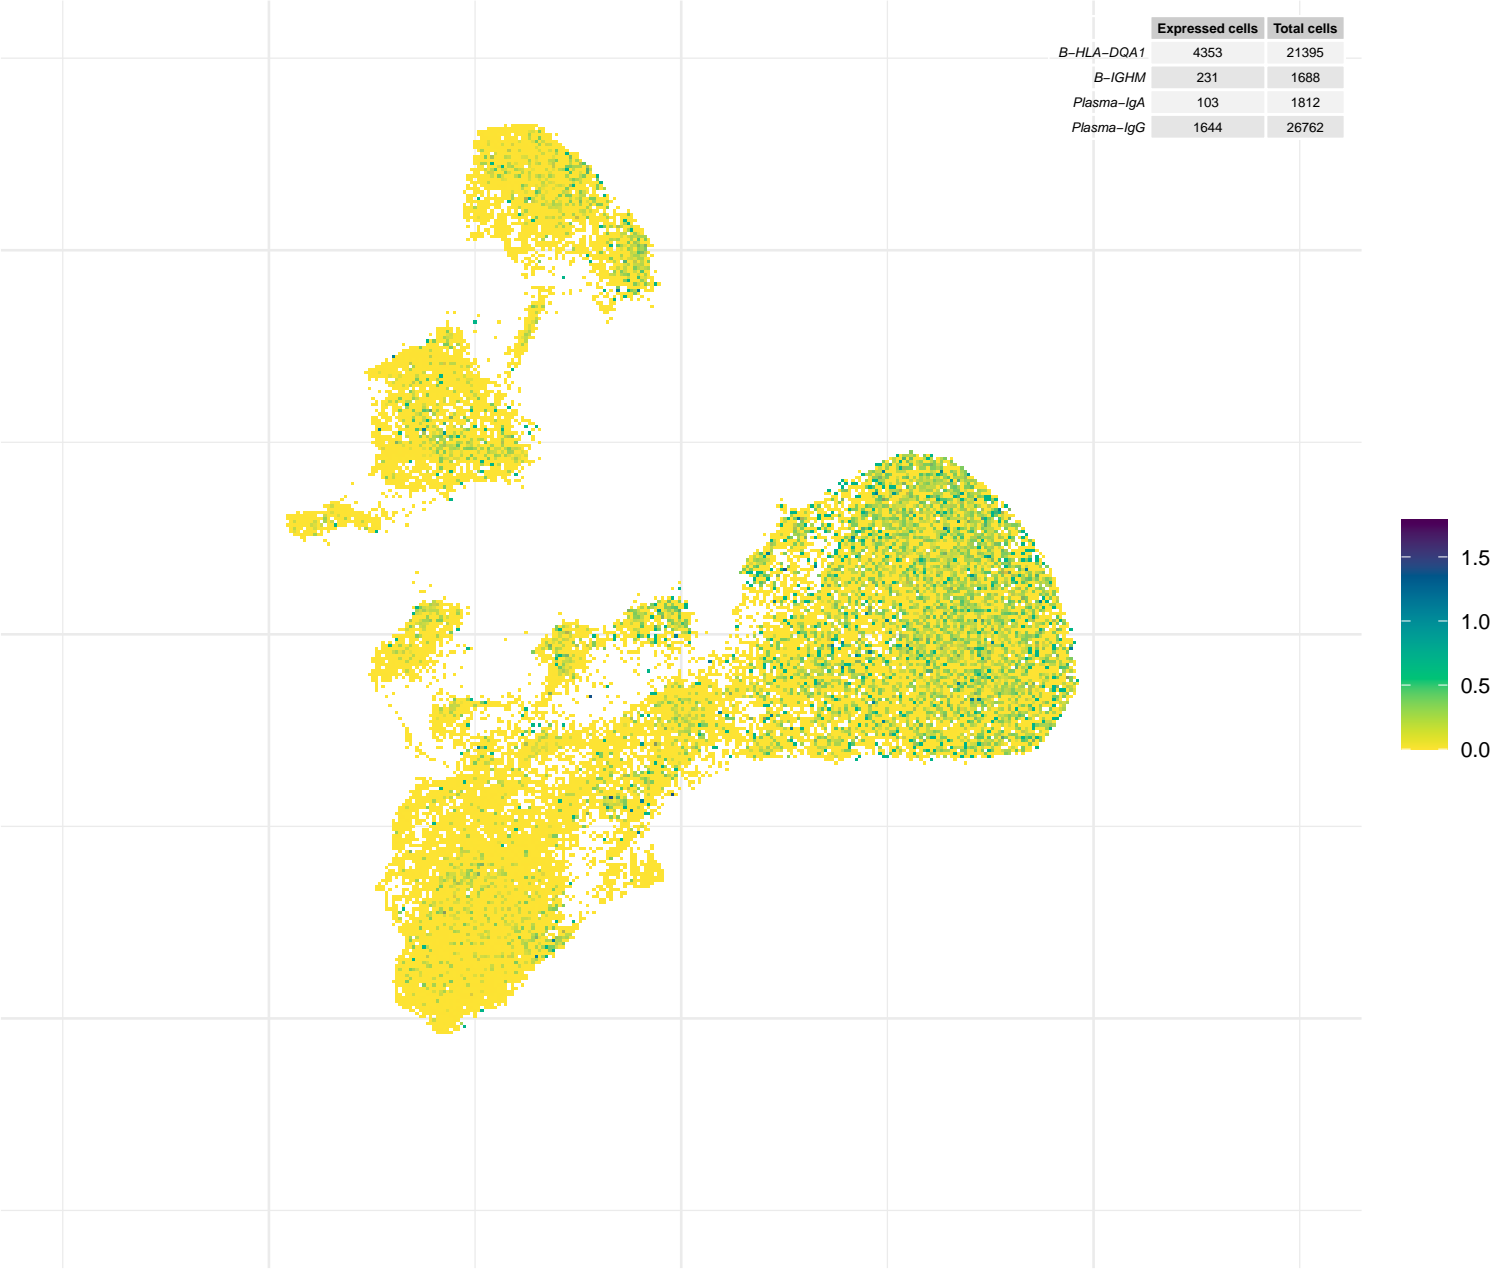 Expressed cells Total cells
B−HLA−DQA1 4353 21395
B−IGHM 231 1688
Plasma−IgA 103 1812
Plasma−IgG 1644 26762
1.5
1.0
0.5
0.0